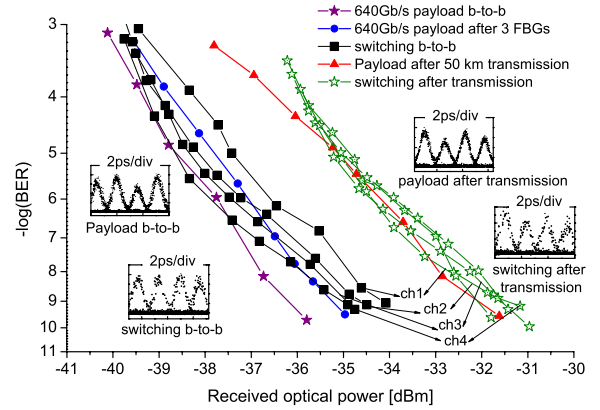 640Gb/s payload b-to-b
640Gb/s payload after 3 FBGs
switching b-to-b
Payload after 50 km transmission
switching after transmission
3
4
5
6
7
8
9
10
11
-log(BER)
2ps/div
payload after transmission
2ps/div
Payload b-to-b
2ps/div
switching after
transmission
2ps/div
switching b-to-b
ch1
ch2
ch3
ch4
-41 -40 -39 -38 -37 -36 -35 -34 -33 -32 -31 -30
Received optical power [dBm]